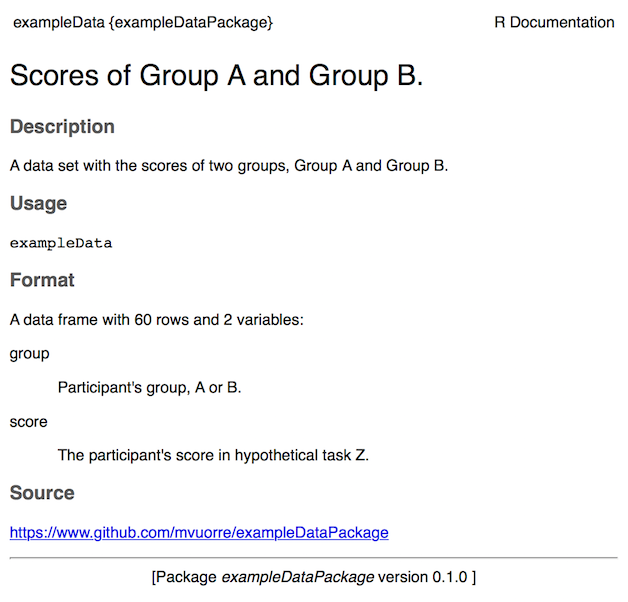 exampleData {exampleDataPackage}
R Documentation
Scores of Group A and Group B.
Description
A data set with the scores of two groups, Group A and Group B.
Usage
exampleData
Format
A data frame with 60 rows and 2 variables:
group
Participant's group, A or B.
score
The participant's score in hypothetical task Z.
Source
https://www.github.com/mvuorre/exampleDataPackage
[Package exampleDataPackage version 0.1.0 ]